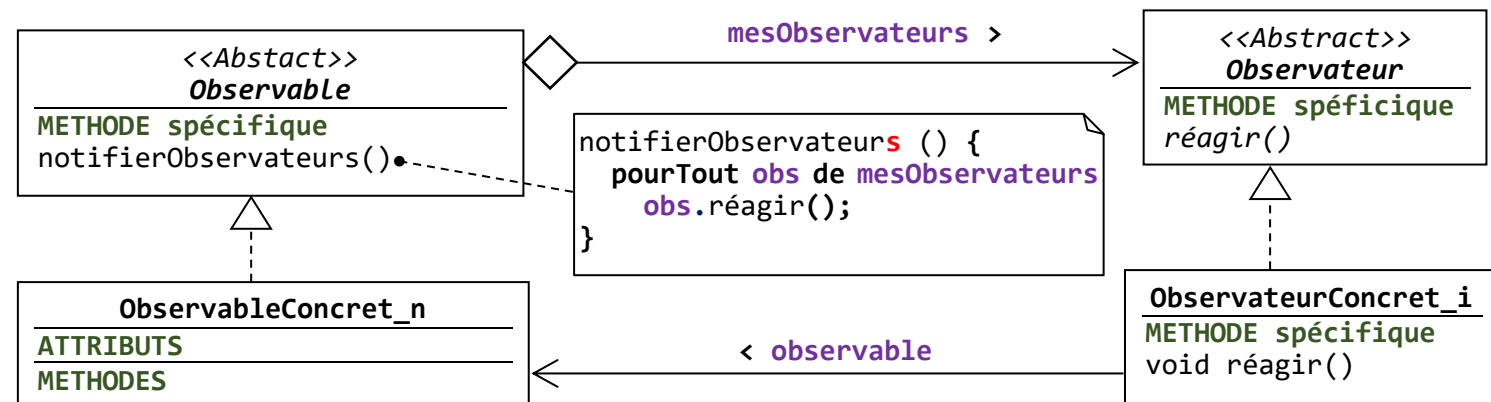 <<Abstact>>
Observable
METHODE spécifique
notifierObservateurs()
mesObservateurs >
<<Abstract>>
Observateur
METHODE spéficique
réagir()
notifierObservateurs () {
pourTout obs de mesObservateurs
obs.réagir();
}
ObservableConcret_n
ATTRIBUTS
METHODES
< observable
ObservateurConcret_i
METHODE spécifique
void réagir()